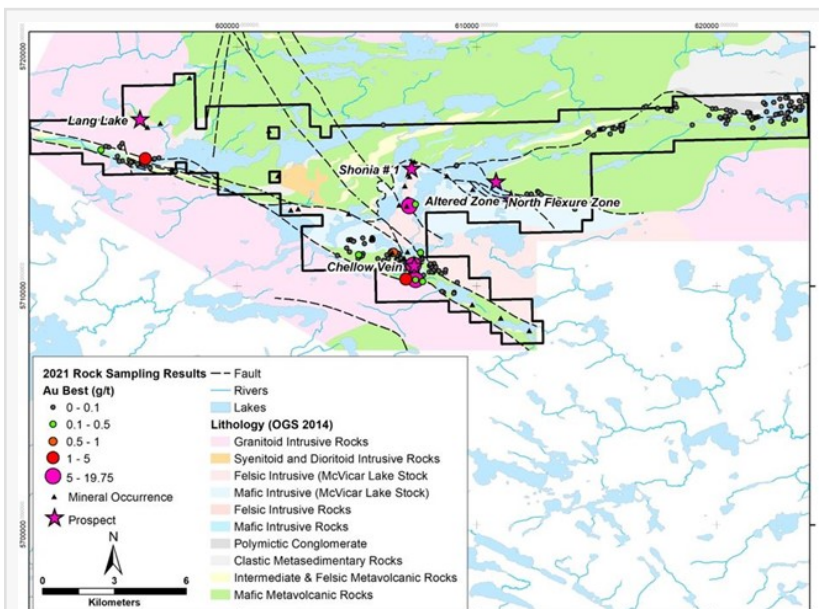 600000
610000
620000
5720000
5710000
5700000
Lang Lake
Shonia # 1
Altered Zone
North Flexure Zone
Chellow Vein
2021 Rock Sampling Results
Au Best (g/t)
0 - 0.1
0.1 - 0.5
0.5 - 1
1 - 5
5 - 19.75
Mineral Occurrence
Prospect
N
0 3 6
Kilometers
Fault
Rivers
Lakes
Lithology (OGS 2014)
Granitoid Intrusive Rocks
Syenitoid and Dioritoid Intrusive Rocks
Felsic Intrusive (McVicar Lake Stock
Mafic Intrusive (McVicar Lake Stock)
Felsic Intrusive Rocks
Mafic Intrusive Rocks
Polymictic Conglomerate
Clastic Metasedimentary Rocks
Intermediate & Felsic Metavolcanic Rocks
Mafic Metavolcanic Rocks